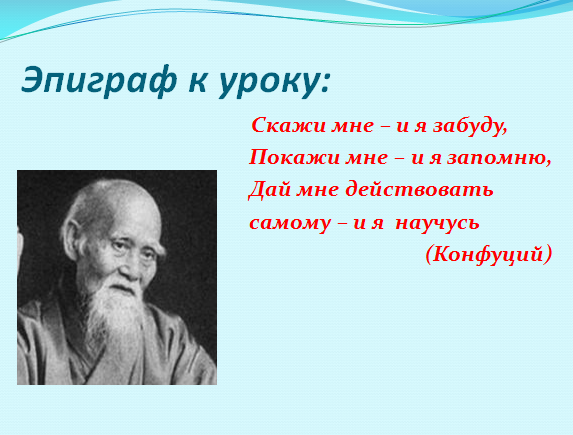 Эпиграф к уроку:
Скажи мне – и я забуду,
Покажи мне – и я запомню,
Дай мне действовать
самому – и я научусь
(Конфуций)